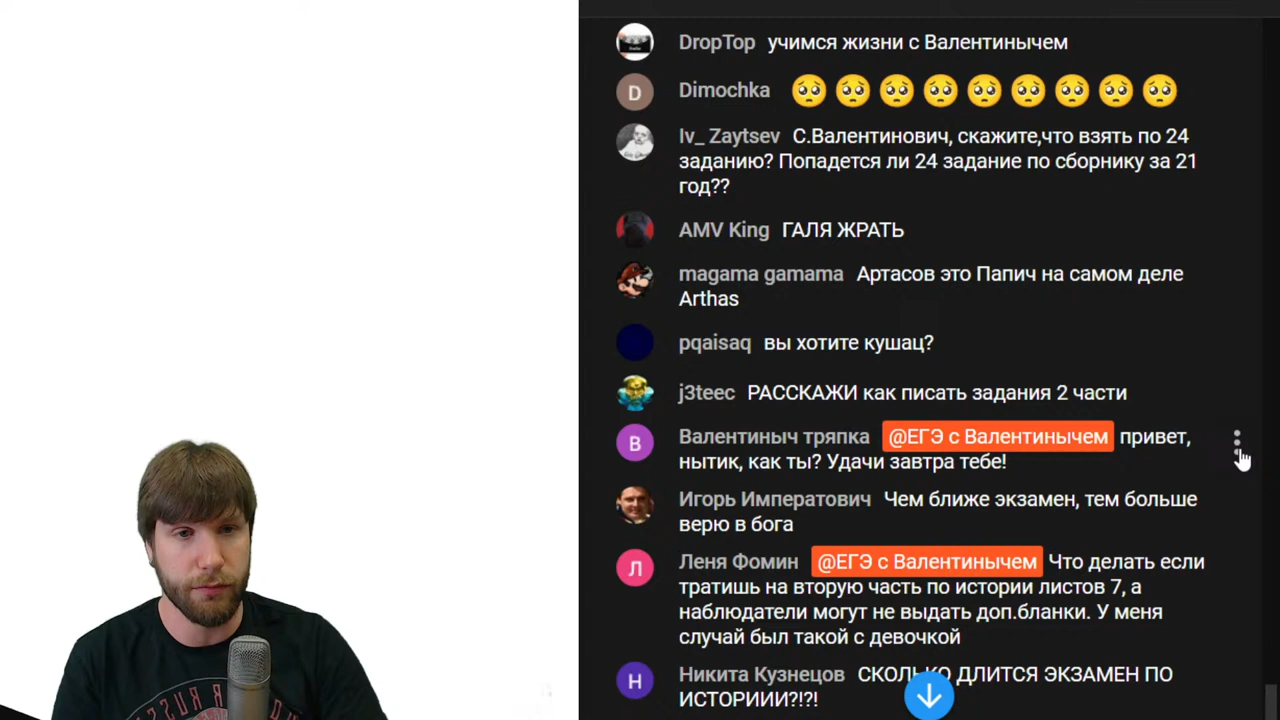 DropTop учимся жизни с Валентинычем
Dimochka 🥺🥺🥺🥺🥺🥺🥺🥺🥺
Iv_ Zaytsev С.Валентинович, скажите,что взять по 24
заданию? Попадется ли 24 задание по сборнику за 21
год??
AMV King ГАЛЯ ЖРАТЬ
magama gamama Артасов это Папич на самом деле
Arthas
pqaisaq вы хотите кушац?
j3teec РАССКАЖИ как писать задания 2 части
Валентиныч тряпка @ЕГЭ с Валентинычем привет,
нытик, как ты? Удачи завтра тебе!
Игорь Императович Чем ближе экзамен, тем больше
верю в бога
Леня Фомин @ЕГЭ с Валентинычем Что делать если
тратишь на вторую часть по истории листов 7, а
наблюдатели могут не выдать доп.бланки. У меня
случай был такой с девочкой
Никита Кузнецов СКОЛЬКО ДЛИТСЯ ЭКЗАМЕН ПО
ИСТОРИИИ?!?!